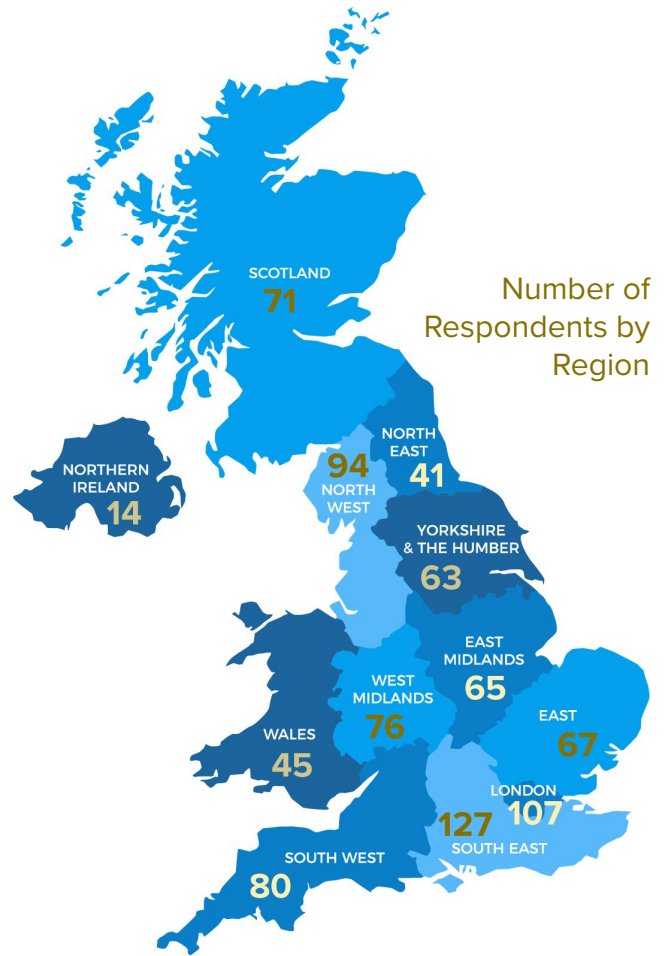 SCOTLAND
71
Number of
Respondents by
Region
NORTH
EAST
41
94
NORTH
WEST
NORTHERN
IRELAND
14
YORKSHIRE
& THE HUMBER
63
EAST
MIDLANDS
65
WEST
MIDLANDS
76
EAST
67
WALES
45
LONDON
107
127
SOUTH EAST
SOUTH WEST
80